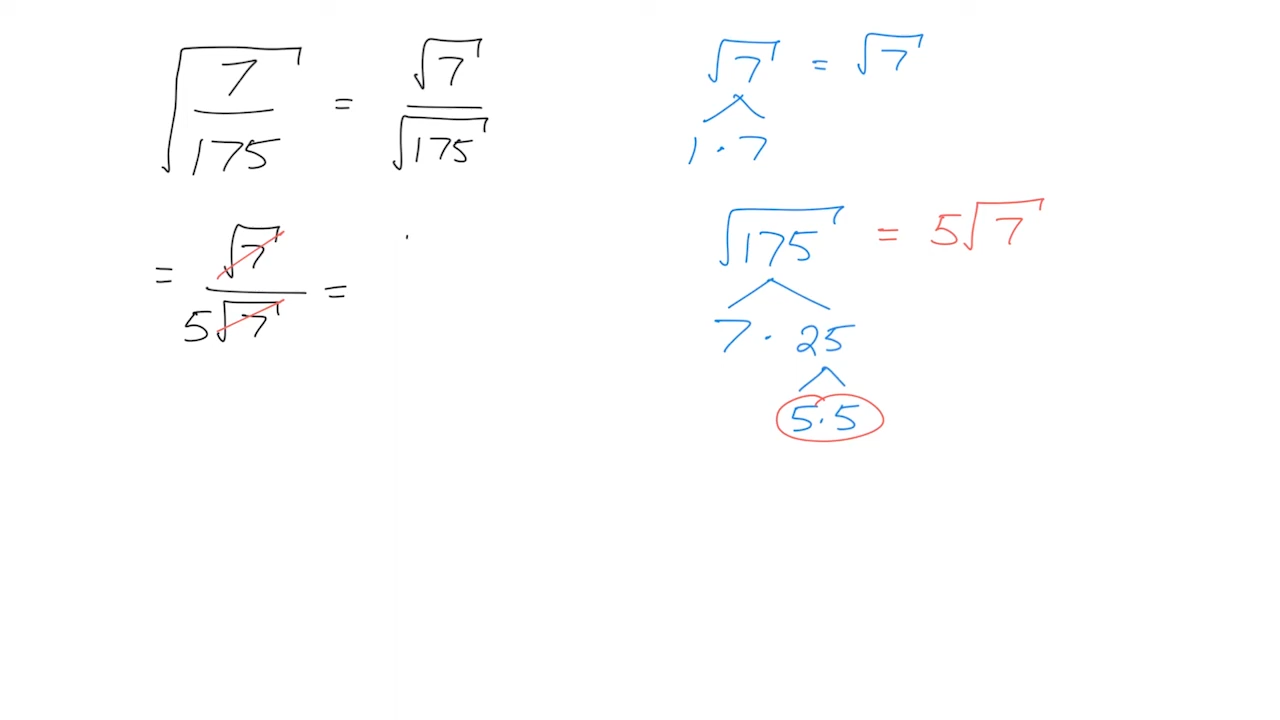 √(7/175) = √7/√175
= √7/5√7 =
√7 = √7
1 · 7
√175 = 5√7
7 · 25
5 · 5